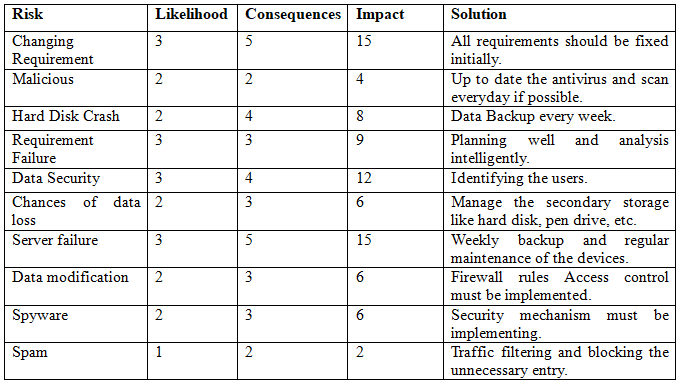 Risk Likelihood Consequences Impact Solution
Changing Requirement 3 5 15 All requirements should be fixed initially.
Malicious 2 2 4 Up to date the antivirus and scan everyday if possible.
Hard Disk Crash 2 4 8 Data Backup every week.
Requirement Failure 3 3 9 Planning well and analysis intelligently.
Data Security 3 4 12 Identifying the users.
Chances of data loss 2 3 6 Manage the secondary storage like hard disk, pen drive, etc.
Server failure 3 5 15 Weekly backup and regular maintenance of the devices.
Data modification 2 3 6 Firewall rules Access control must be implemented.
Spyware 2 3 6 Security mechanism must be implementing.
Spam 1 2 2 Traffic filtering and blocking the unnecessary entry.